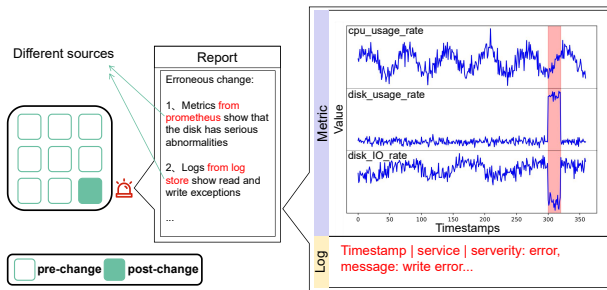 Different sources
Report
Erroneous change:
1、Metrics from
prometheus show that
the disk has serious
abnormalities
2、Logs from log
store show read and
write exceptions
...
pre-change
post-change
Metric
Value
cpu_usage_rate
disk_usage_rate
disk_IO_rate
0 50 100 150 200 250 300 350
Timestamps
Log
Timestamp | service | serverity: error,
message: write error...